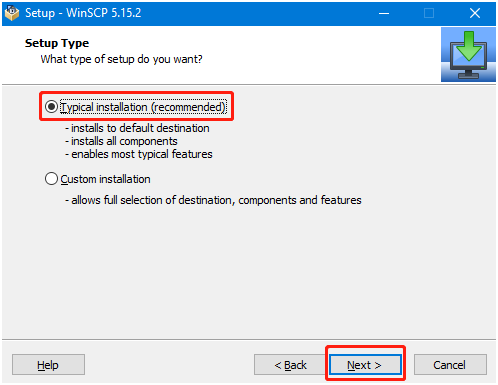 Setup - WinSCP 5.15.2
Setup Type
What type of setup do you want?
Typical installation (recommended)
- installs to default destination
- installs all components
- enables most typical features
Custom installation
- allows full selection of destination, components and features
Help
< Back
Next >
Cancel